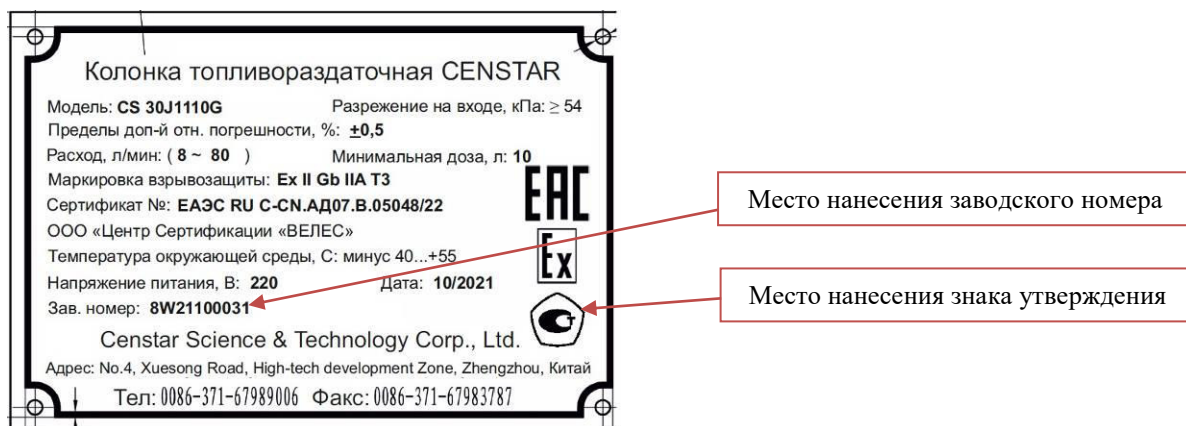 Колонка топливораздаточная CENSTAR
Модель: CS 30J1110G Разрежение на входе, кПа: ≥ 54
Пределы доп-й отн. погрешности, %: ±0,5
Расход, л/мин: ( 8 ~ 80 ) Минимальная доза, л: 10
Маркировка взрывозащиты: Ex II Gb IIA T3
Сертификат №: ЕАЭС RU C-CN.АД07.В.05048/22
ООО «Центр Сертификации «ВЕЛЕС»
Температура окружающей среды, С: минус 40...+55
Напряжение питания, В: 220 Дата: 10/2021
Зав. номер: 8W21100031
EAC
Ex
Censtar Science & Technology Corp., Ltd.
Адрес: No.4, Xuesong Road, High-tech development Zone, Zhengzhou, Китай
Тел: 0086-371-67989006 Факс: 0086-371-67983787
Место нанесения заводского номера
Место нанесения знака утверждения